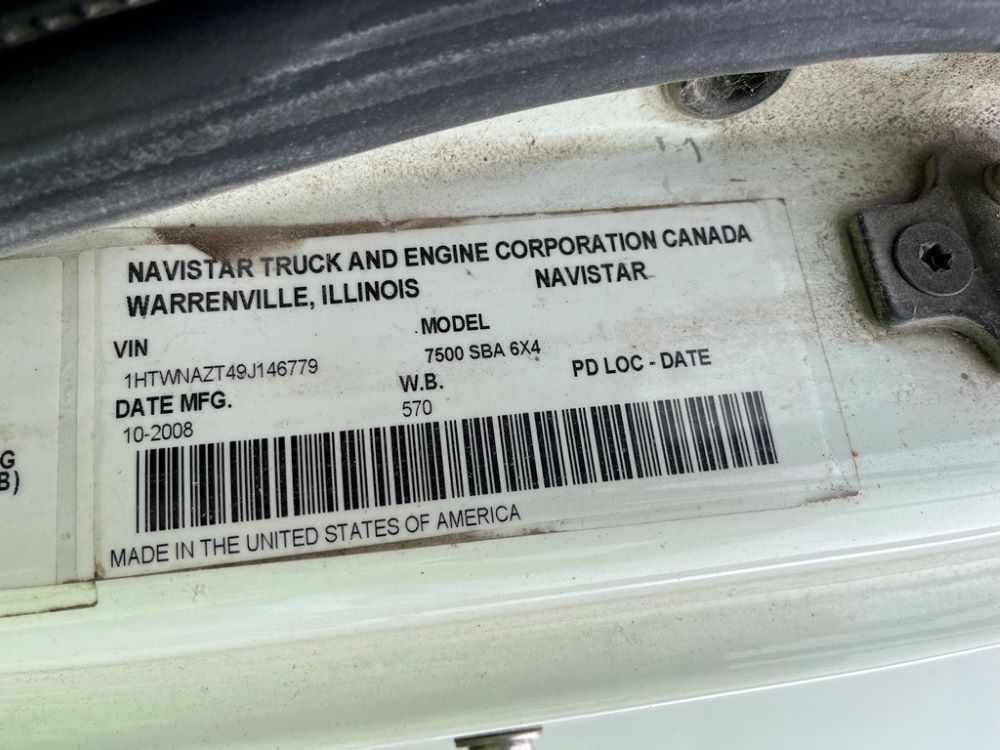 NAVISTAR TRUCK AND ENGINE CORPORATION CANADA
WARRENVILLE, ILLINOIS NAVISTAR
VIN MODEL
1HTWNAZT49J146779 7500 SBA 6X4
DATE MFG. W.B. PD LOC - DATE
10-2008 570
MADE IN THE UNITED STATES OF AMERICA
G
B)